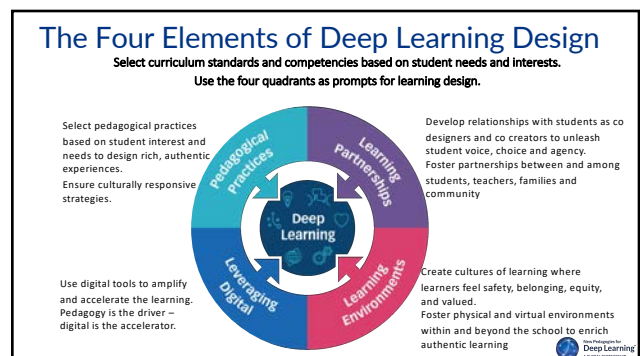 The Four Elements of Deep Learning Design
Select curriculum standards and competencies based on student needs and interests.
Use the four quadrants as prompts for learning design.
Select pedagogical practices
based on student interest and
needs to design rich, authentic
experiences.
Ensure culturally responsive
strategies.
Develop relationships with students as co
designers and co creators to unleash
student voice, choice and agency.
Foster partnerships between and among
students, teachers, families and
community
Pedagogical
Practices
Learning
Partnerships
Deep
Learning
Leveraging
Digital
Learning
Environments
Use digital tools to amplify
and accelerate the learning.
Pedagogy is the driver –
digital is the accelerator.
Create cultures of learning where
learners feel safety, belonging, equity,
and valued.
Foster physical and virtual environments
within and beyond the school to enrich
authentic learning
New Pedagogies for
Deep Learning